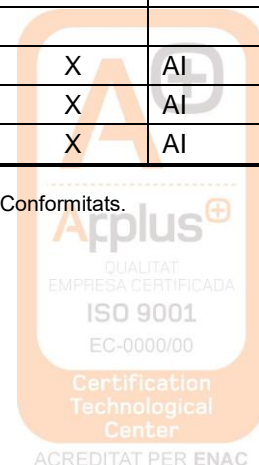 X AI
X AI
X AI
Conformitats.
A+
Applus⊕
QUALITAT
EMPRESA CERTIFICADA
ISO 9001
EC-0000/00
Certification
Technological
Center
ACREDITAT PER ENAC